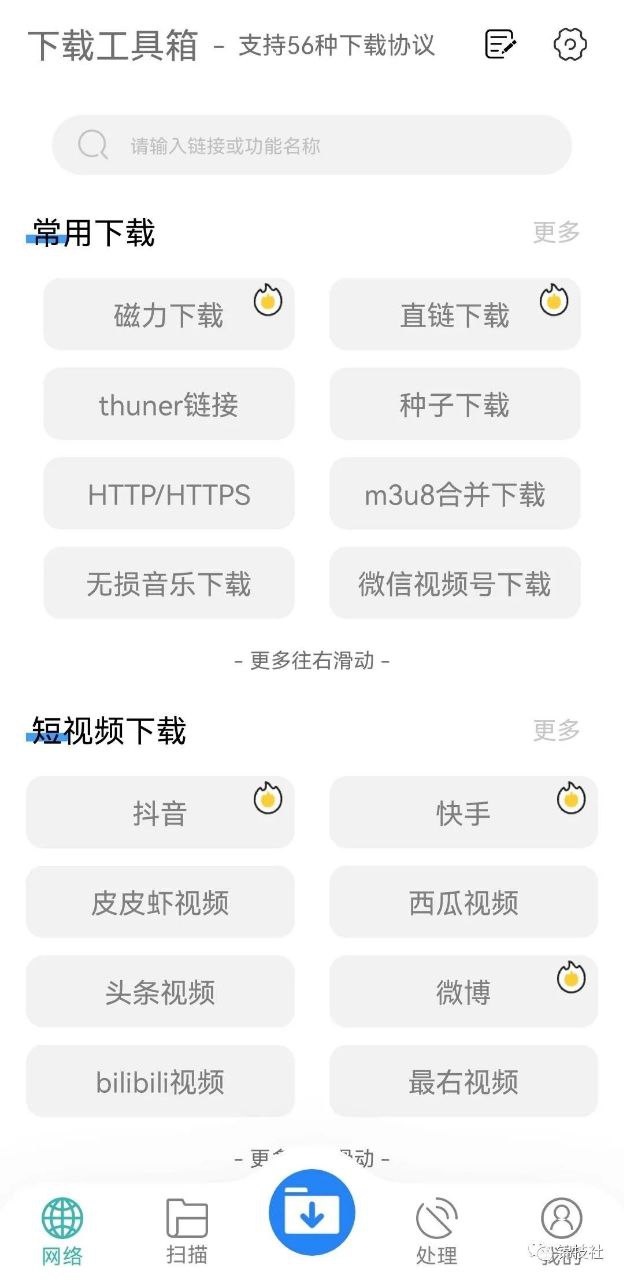 下载工具箱 - 支持56种下载协议
请输入链接或功能名称
常用下载 更多
磁力下载 直链下载
thuner链接 种子下载
HTTP/HTTPS m3u8合并下载
无损音乐下载 微信视频号下载
- 更多往右滑动 -
短视频下载 更多
抖音 快手
皮皮虾视频 西瓜视频
头条视频 微博
bilibili视频 最右视频
- 更 动 -
网络 扫描 处理 我的